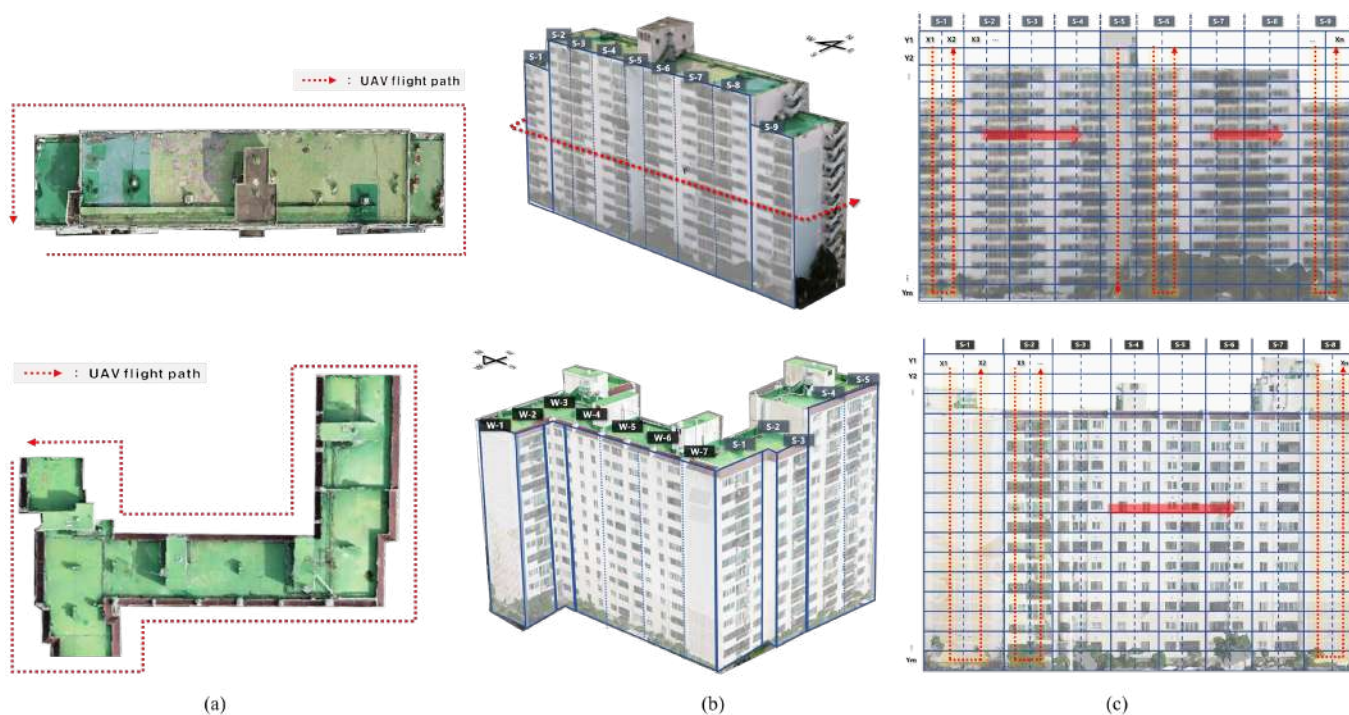 : UAV flight path
S-1
S-2
S-3
S-4
S-5
S-6
S-7
S-8
S-9
S-1 S-2 S-3 S-4 S-5 S-6 S-7 S-8 S-9
Y1 X1 X2 X3 ... ... Xn
Y2
Ym
: UAV flight path
W-1
W-2
W-3
W-4
W-5
W-6
W-7
S-1
S-2
S-3
S-4
S-5
S-1 S-2 S-3 S-4 S-5 S-6 S-7 S-8
Y1 X1 X2 X3 ... Xn
Y2
Ym
(a) (b) (c)